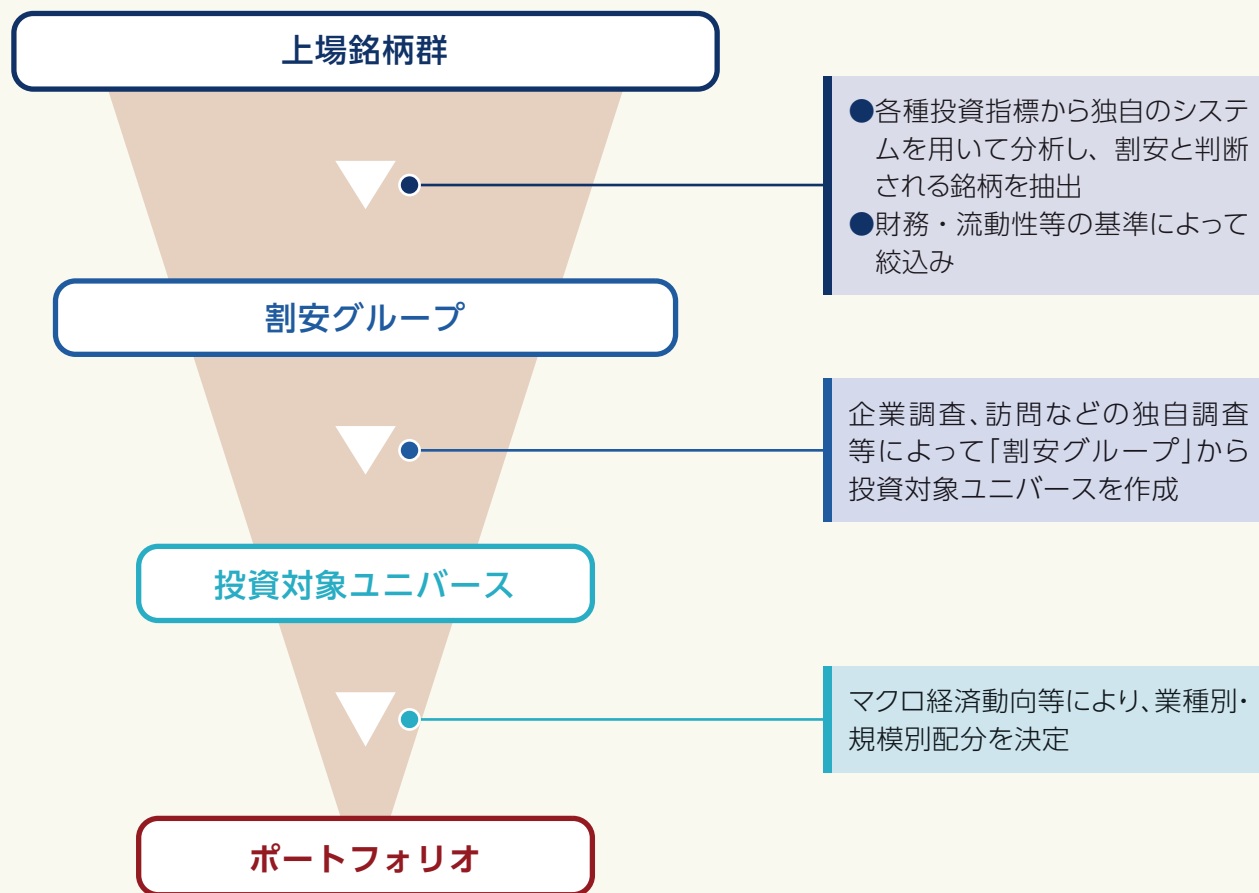 上場銘柄群
●各種投資指標から独自のシステ
ムを用いて分析し、割安と判断
される銘柄を抽出
●財務・流動性等の基準によって
絞込み
割安グループ
企業調査、訪問などの独自調査
等によって「割安グループ」から
投資対象ユニバースを作成
投資対象ユニバース
マクロ経済動向等により、業種別・
規模別配分を決定
ポートフォリオ